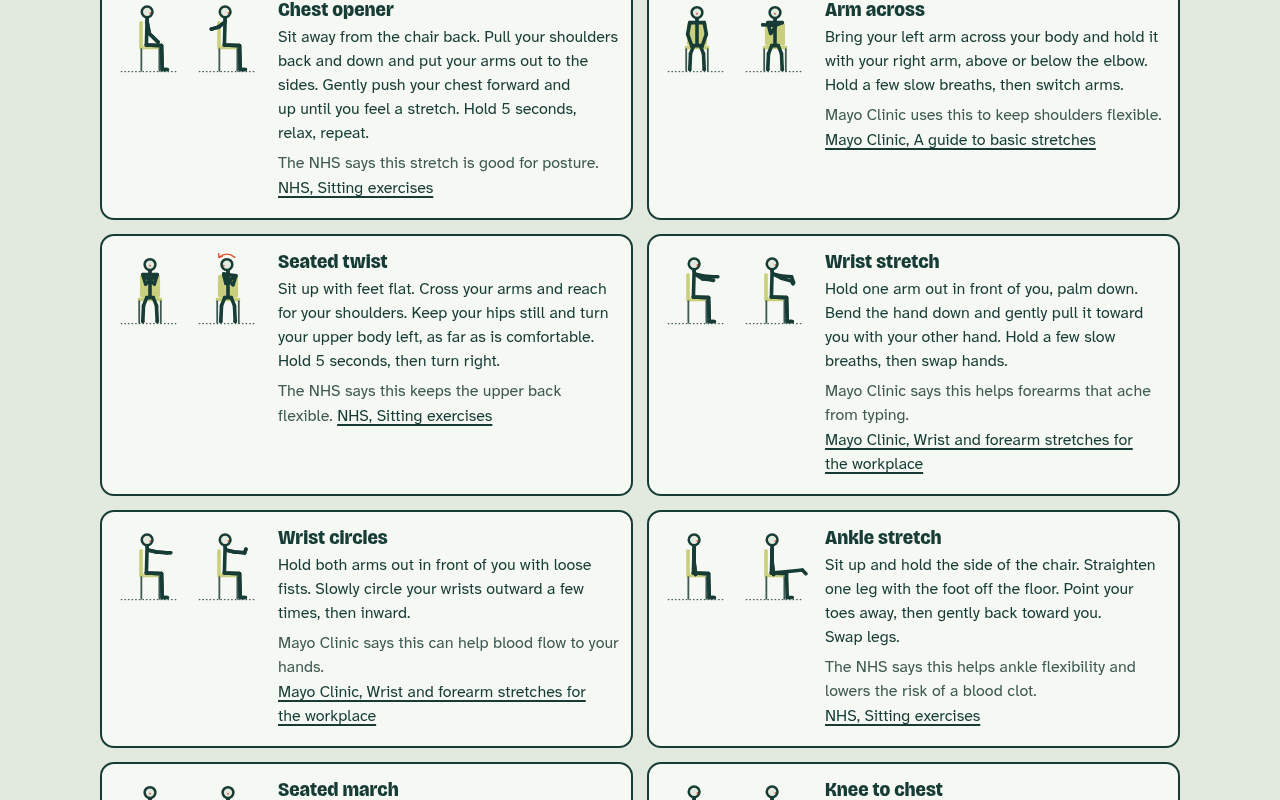 Chest opener
Sit away from the chair back. Pull your shoulders
back and down and put your arms out to the
sides. Gently push your chest forward and
up until you feel a stretch. Hold 5 seconds,
relax, repeat.
The NHS says this stretch is good for posture.
NHS, Sitting exercises
Arm across
Bring your left arm across your body and hold it
with your right arm, above or below the elbow.
Hold a few slow breaths, then switch arms.
Mayo Clinic uses this to keep shoulders flexible.
Mayo Clinic, A guide to basic stretches
Seated twist
Sit up with feet flat. Cross your arms and reach
for your shoulders. Keep your hips still and turn
your upper body left, as far as is comfortable.
Hold 5 seconds, then turn right.
The NHS says this keeps the upper back
flexible. NHS, Sitting exercises
Wrist stretch
Hold one arm out in front of you, palm down.
Bend the hand down and gently pull it toward
you with your other hand. Hold a few slow
breaths, then swap hands.
Mayo Clinic says this helps forearms that ache
from typing.
Mayo Clinic, Wrist and forearm stretches for
the workplace
Wrist circles
Hold both arms out in front of you with loose
fists. Slowly circle your wrists outward a few
times, then inward.
Mayo Clinic says this can help blood flow to your
hands.
Mayo Clinic, Wrist and forearm stretches for
the workplace
Ankle stretch
Sit up and hold the side of the chair. Straighten
one leg with the foot off the floor. Point your
toes away, then gently back toward you.
Swap legs.
The NHS says this helps ankle flexibility and
lowers the risk of a blood clot.
NHS, Sitting exercises
Seated march
Knee to chest